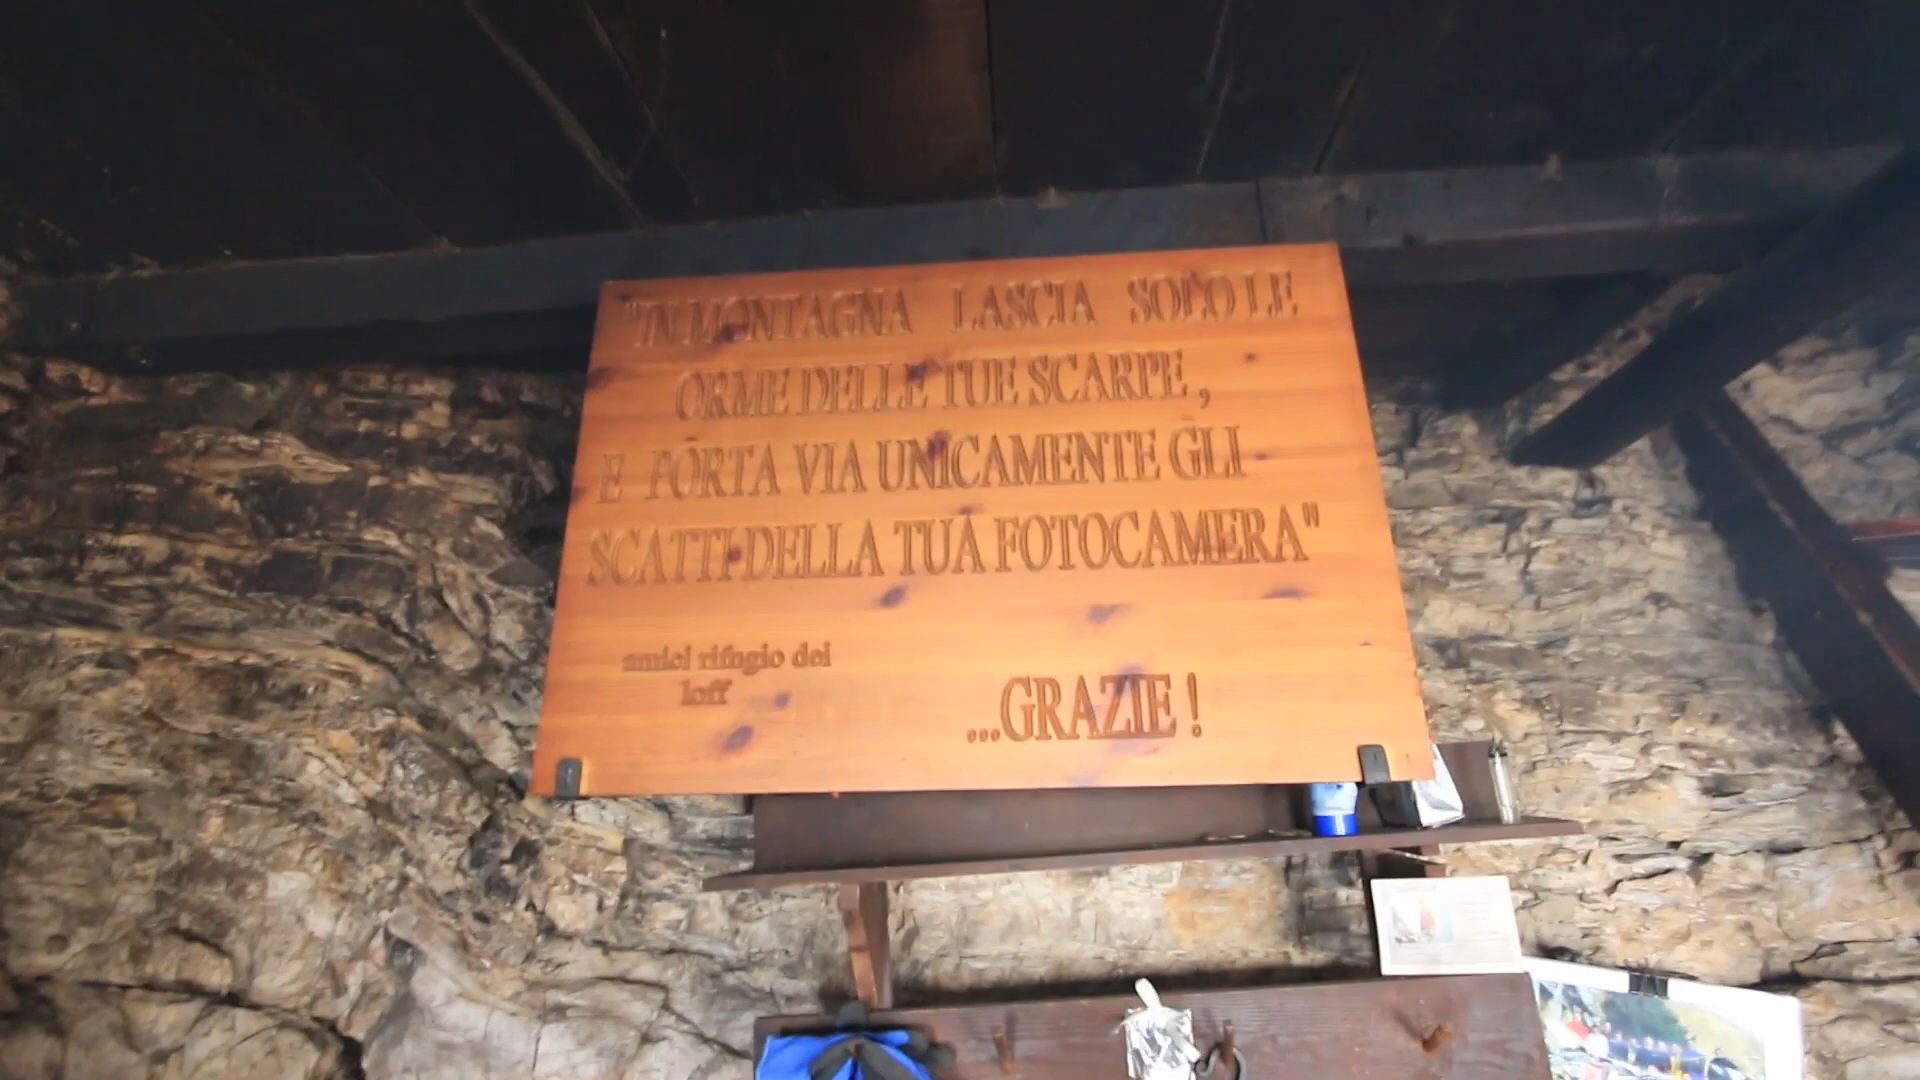 "IN MONTAGNA LASCIA SOLO LE
ORME DELLE TUE SCARPE ,
E PORTA VIA UNICAMENTE GLI
SCATTI DELLA TUA FOTOCAMERA"
amici rifugio dei
loff
...GRAZIE !